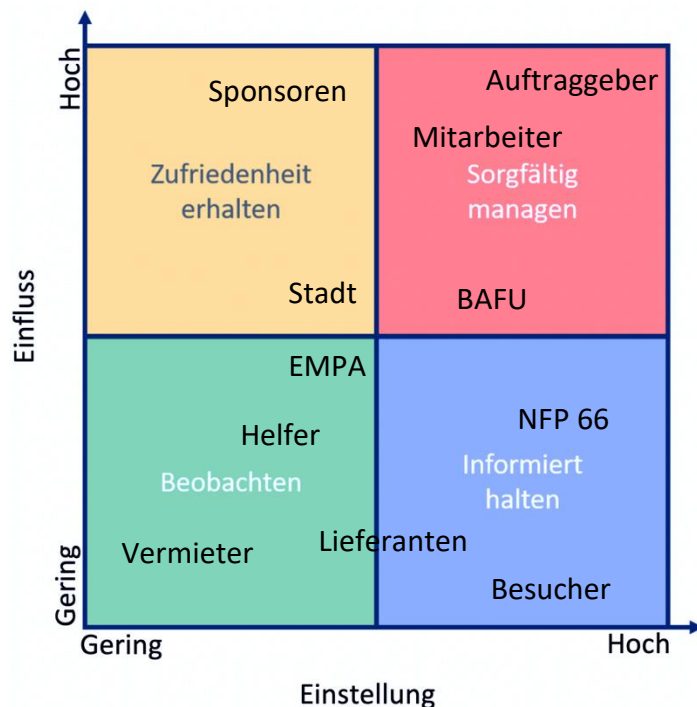 Hoch
Sponsoren
Auftraggeber
Mitarbeiter
Zufriedenheit
erhalten
Sorgfältig
managen
Einfluss
Stadt
BAFU
EMPA
NFP 66
Helfer
Beobachten
Informiert
halten
Vermieter
Lieferanten
Besucher
Gering
Gering
Hoch
Einstellung